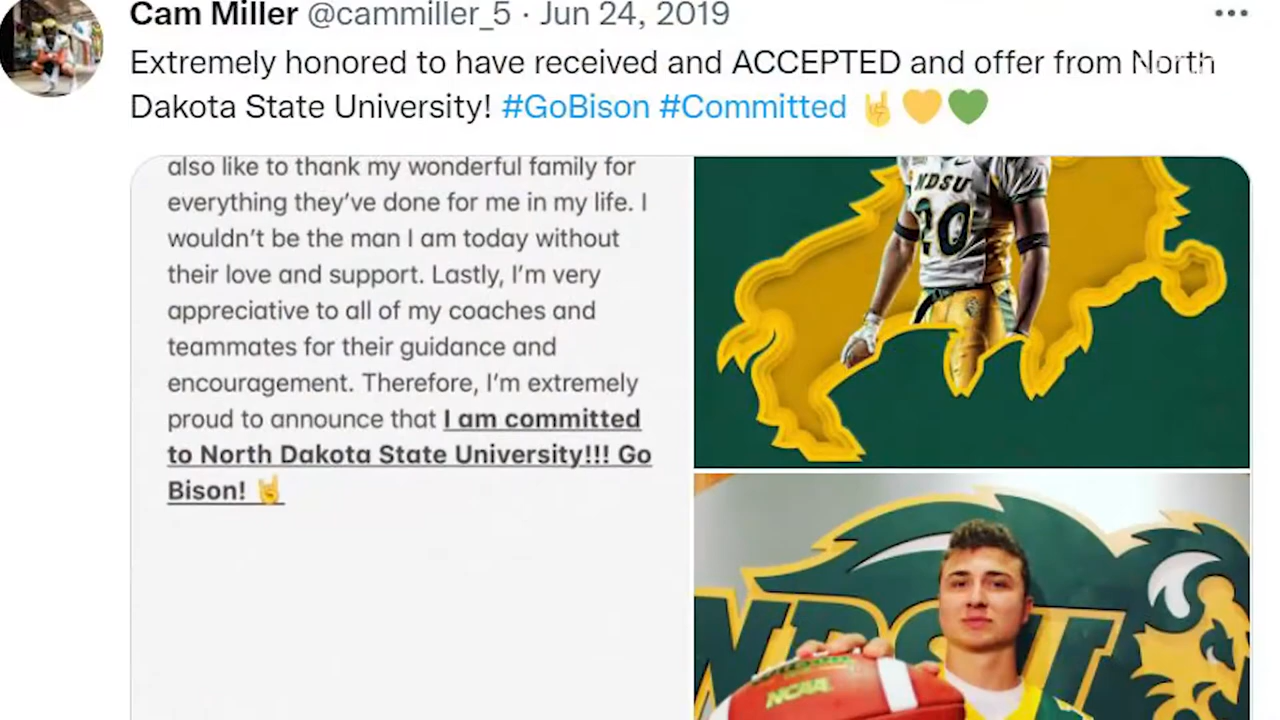 Cam Miller @cammiller_5 · Jun 24, 2019
Extremely honored to have received and ACCEPTED and offer from North
Dakota State University! #GoBison #Committed 🤘💛💚
also like to thank my wonderful family for
everything they've done for me in my life. I
wouldn't be the man I am today without
their love and support. Lastly, I'm very
appreciative to all of my coaches and
teammates for their guidance and
encouragement. Therefore, I'm extremely
proud to announce that I am committed
to North Dakota State University!!! Go
Bison! 🤘
NDSU
20
NDSU
NCAA